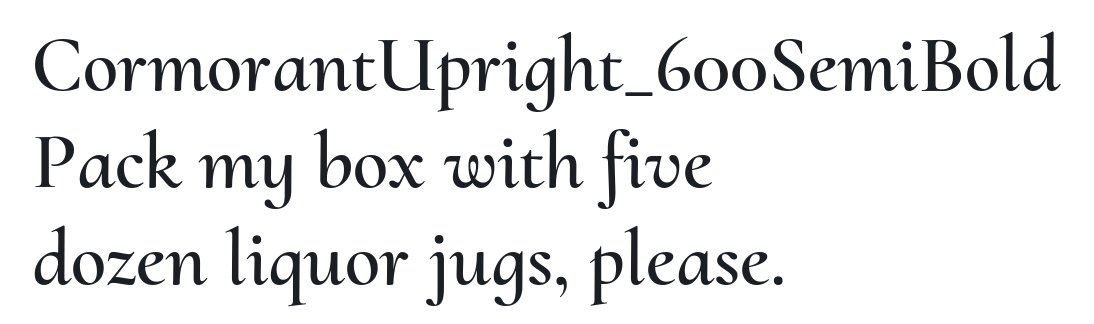 CormorantUpright_600SemiBold
Pack my box with five
dozen liquor jugs, please.